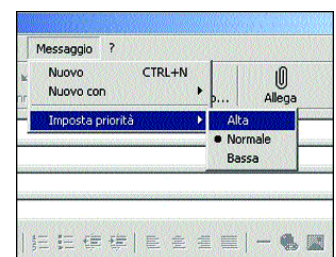 Messaggio ?
Nuovo CTRL+N
Nuovo con
Allega
Imposta priorità Alta
Normale
Bassa